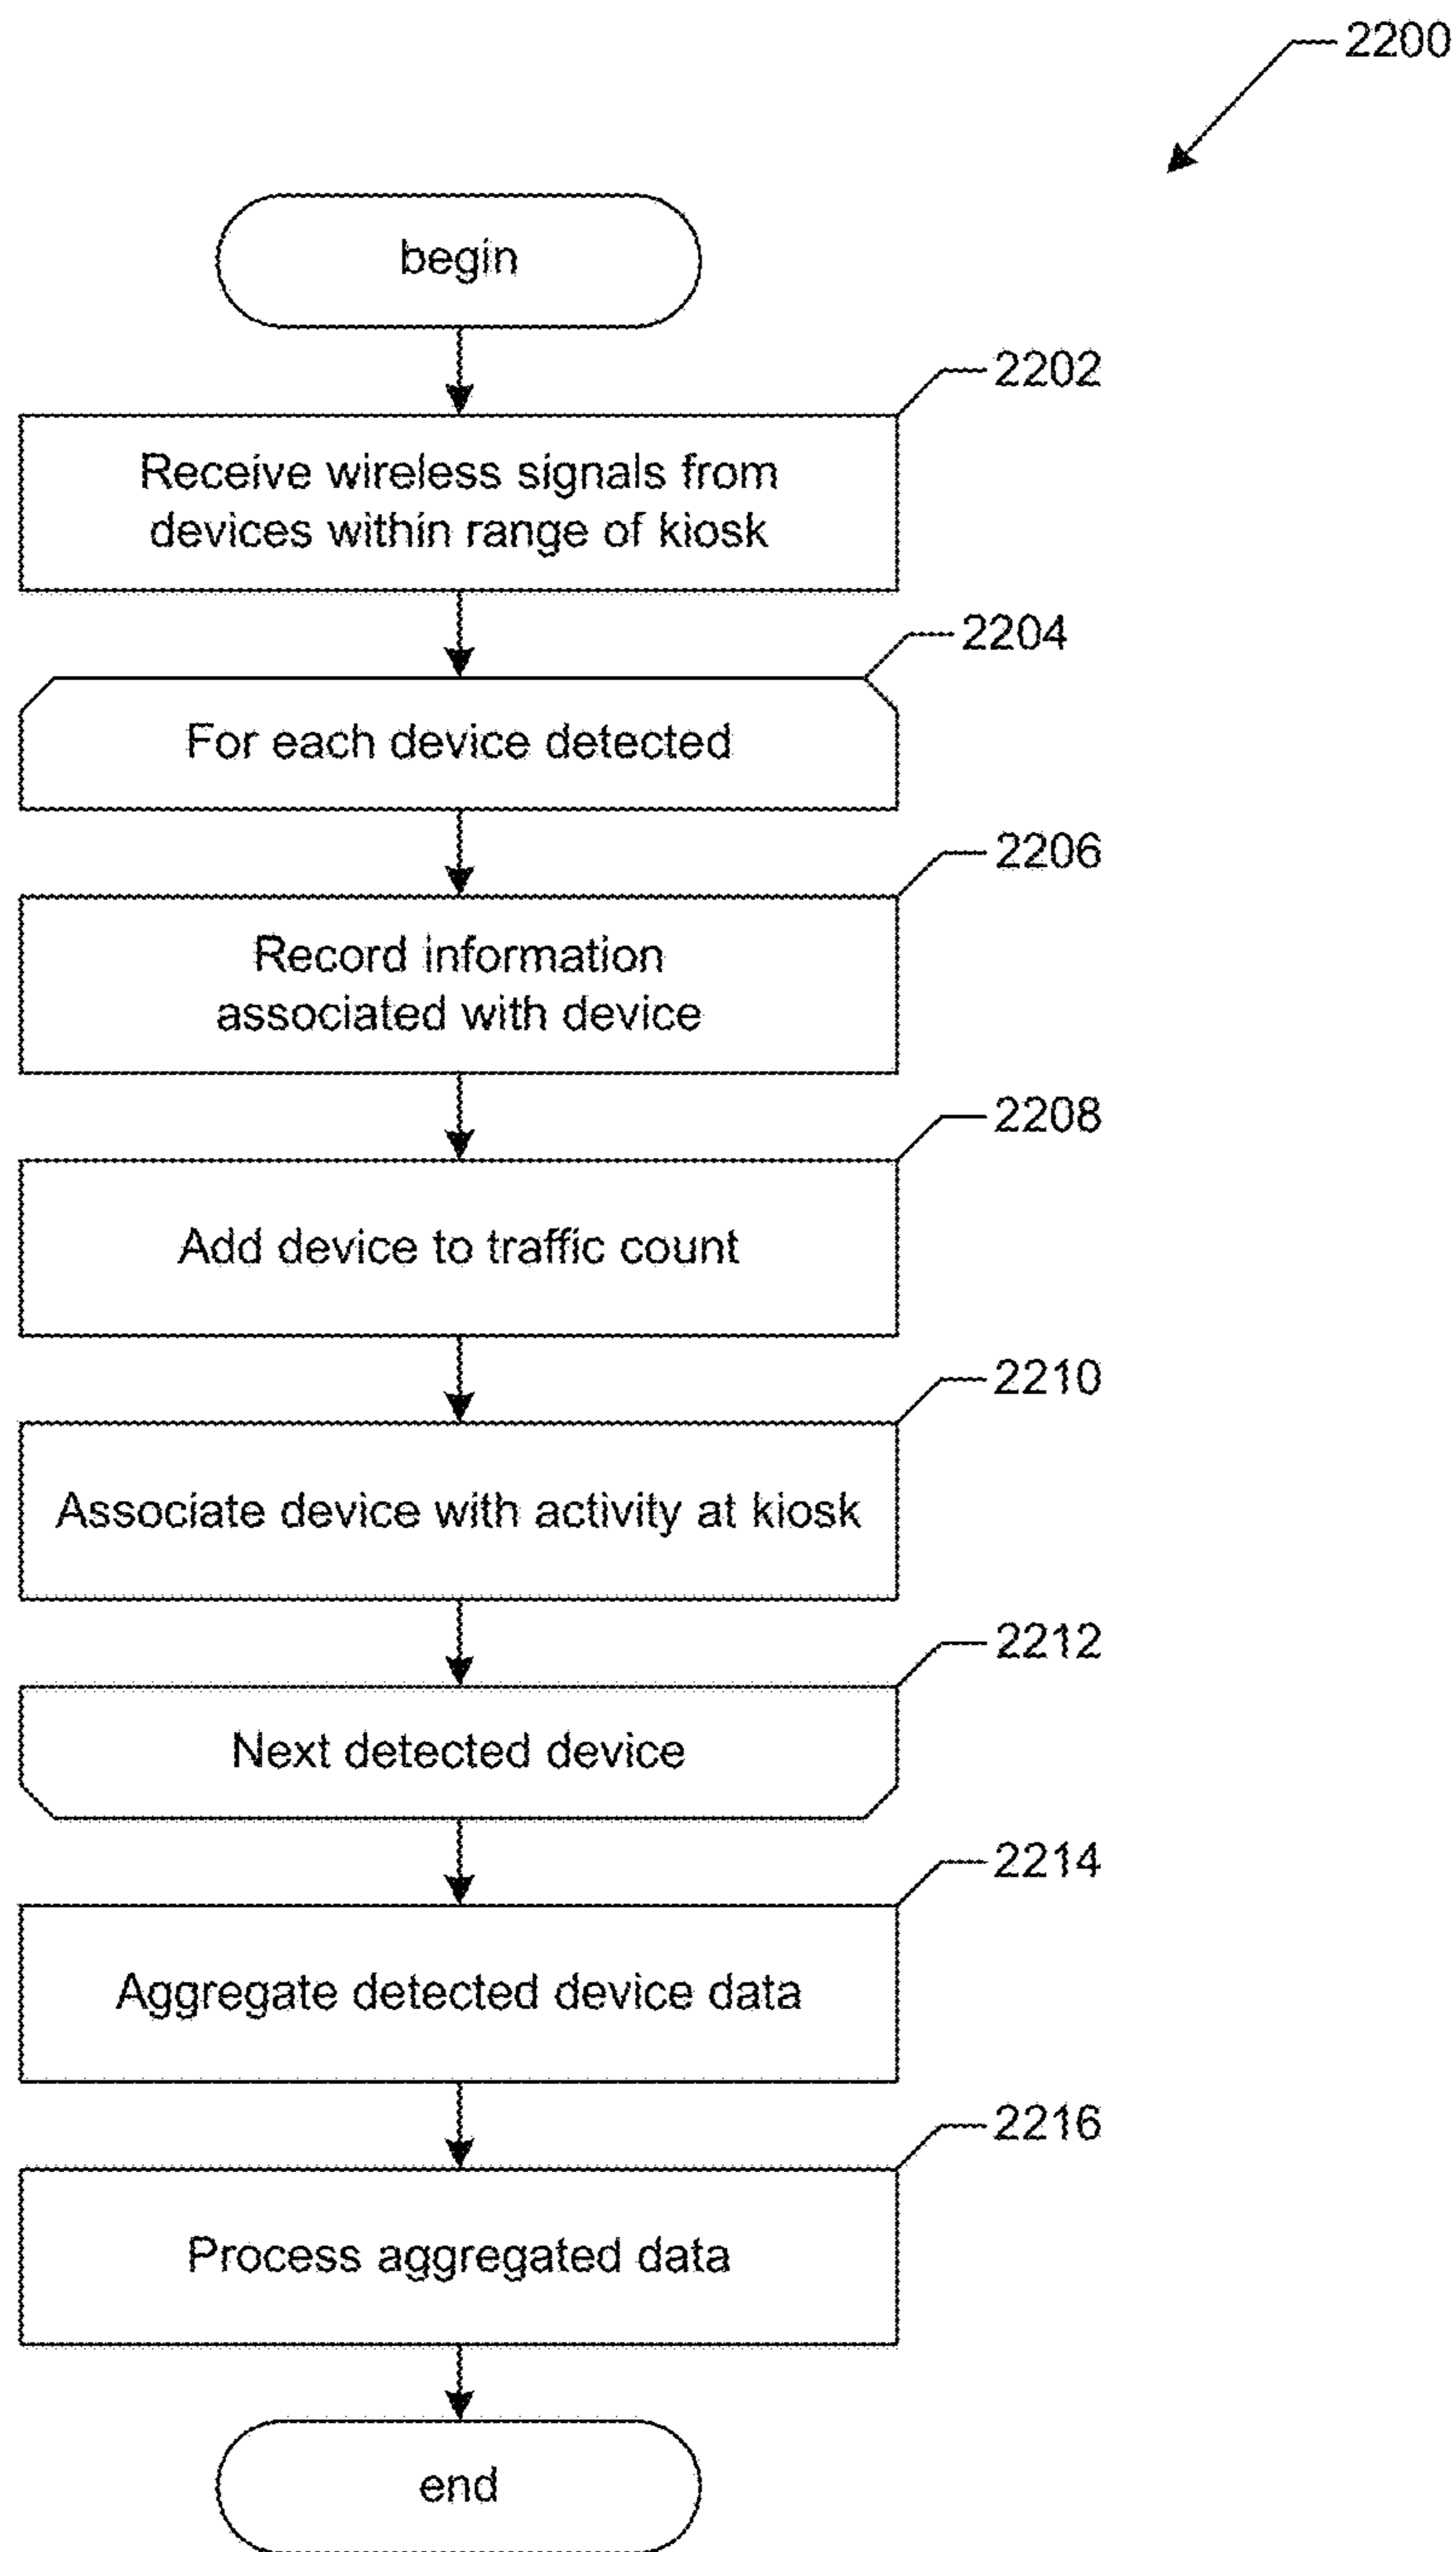 2200
begin
2202
Receive wireless signals from
devices within range of kiosk
2204
For each device detected
2206
Record information
associated with device
2208
Add device to traffic count
2210
Associate device with activity at kiosk
2212
Next detected device
2214
Aggregate detected device data
2216
Process aggregated data
end